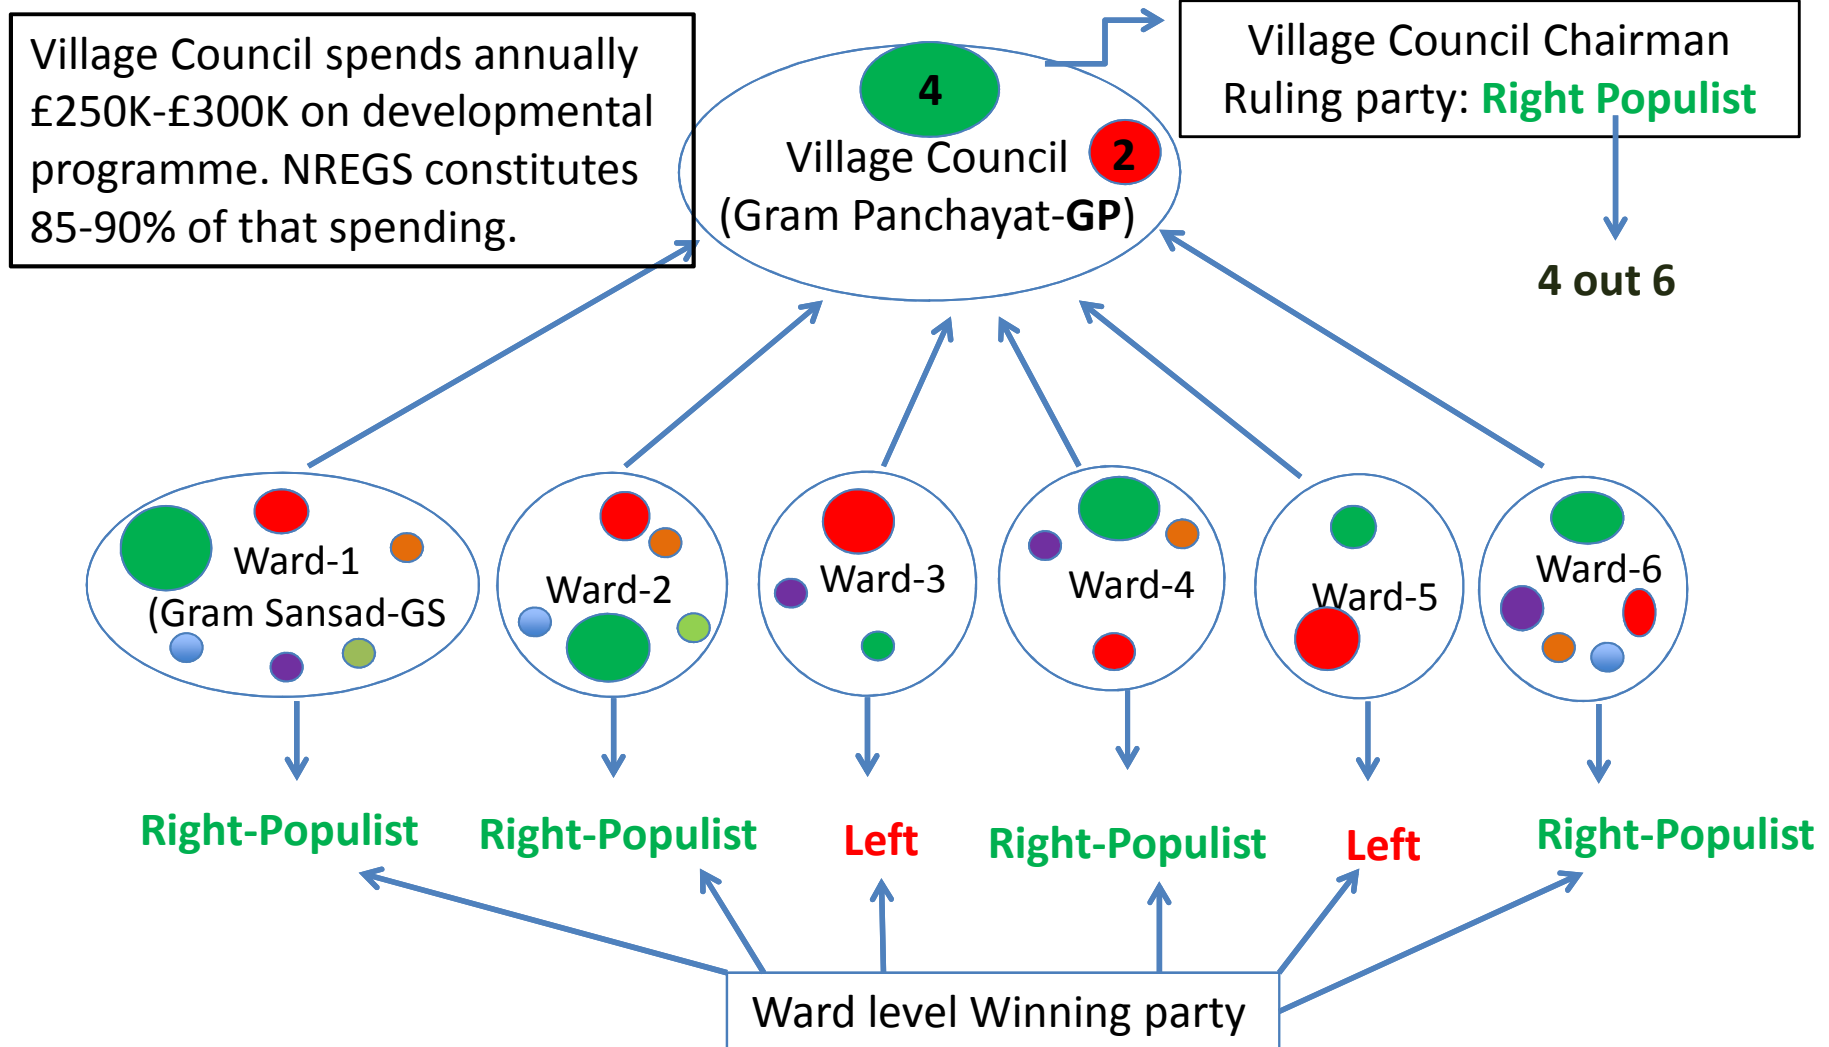 Village Council spends annually
£250K-£300K on developmental
programme. NREGS constitutes
85-90% of that spending.
4
2
Village Council
(Gram Panchayat-GP)
Village Council Chairman
Ruling party: Right Populist
4 out 6
Ward-1
(Gram Sansad-GS
Ward-2
Ward-3
Ward-4
Ward-5
Ward-6
Right-Populist
Right-Populist
Left
Right-Populist
Left
Right-Populist
Ward level Winning party